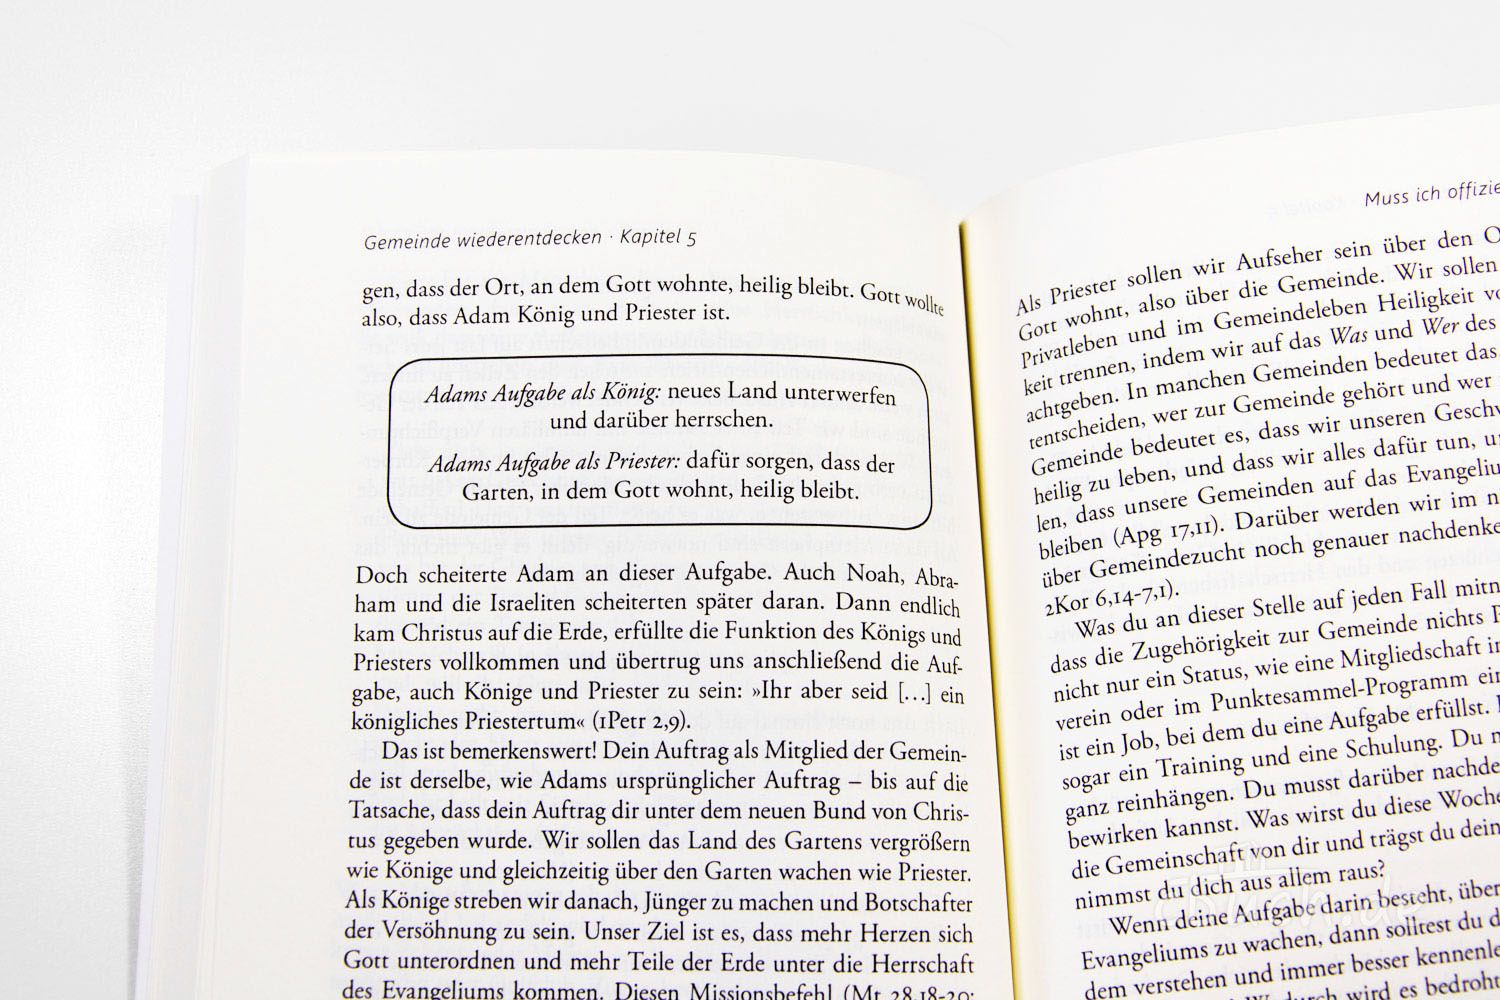 Gemeinde wiederentdecken · Kapitel 5
gen, dass der Ort, an dem Gott wohnte, heilig bleibt. Gott wollte
also, dass Adam König und Priester ist.
Adams Aufgabe als König: neues Land unterwerfen
und darüber herrschen.
Adams Aufgabe als Priester: dafür sorgen, dass der
Garten, in dem Gott wohnt, heilig bleibt.
Doch scheiterte Adam an dieser Aufgabe. Auch Noah, Abra-
ham und die Israeliten scheiterten später daran. Dann endlich
kam Christus auf die Erde, erfüllte die Funktion des Königs und
Priesters vollkommen und übertrug uns anschließend die Auf-
gabe, auch Könige und Priester zu sein: »Ihr aber seid […] ein
königliches Priestertum« (1Petr 2,9).
Das ist bemerkenswert! Dein Auftrag als Mitglied der Gemein-
de ist derselbe, wie Adams ursprünglicher Auftrag – bis auf die
Tatsache, dass dein Auftrag dir unter dem neuen Bund von Chris-
tus gegeben wurde. Wir sollen das Land des Gartens vergrößern
wie Könige und gleichzeitig über den Garten wachen wie Priester.
Als Könige streben wir danach, Jünger zu machen und Botschafter
der Versöhnung zu sein. Unser Ziel ist es, dass mehr Herzen sich
Gott unterordnen und mehr Teile der Erde unter die Herrschaft
des Evangeliums kommen. Diesen Missionsbefehl (Mt 28,18-20;
Muss ich offizie
Als Priester sollen wir Aufseher sein über den O
Gott wohnt, also über die Gemeinde. Wir sollen
Privatleben und im Gemeindeleben Heiligkeit vo
keit trennen, indem wir auf das Was und Wer des
achtgeben. In manchen Gemeinden bedeutet das,
tentscheiden, wer zur Gemeinde gehört und wer
Gemeinde bedeutet es, dass wir unseren Geschw
heilig zu leben, und dass wir alles dafür tun, u
len, dass unsere Gemeinden auf das Evangeliu
bleiben (Apg 17,11). Darüber werden wir im n
über Gemeindezucht noch genauer nachdenke
2Kor 6,14-7,1).
Was du an dieser Stelle auf jeden Fall mitn
dass die Zugehörigkeit zur Gemeinde nichts P
nicht nur ein Status, wie eine Mitgliedschaft i
verein oder im Punktesammel-Programm ein
ist ein Job, bei dem du eine Aufgabe erfüllst.
sogar ein Training und eine Schulung. Du m
ganz reinhängen. Du musst darüber nachde
bewirken kannst. Was wirst du diese Woche
die Gemeinschaft von dir und trägst du dein
nimmst du dich aus allem raus?
Wenn deine Aufgabe darin besteht, über
Evangeliums zu wachen, dann solltest du d
dem verstehen und immer besser kennenle
wird es bedroht